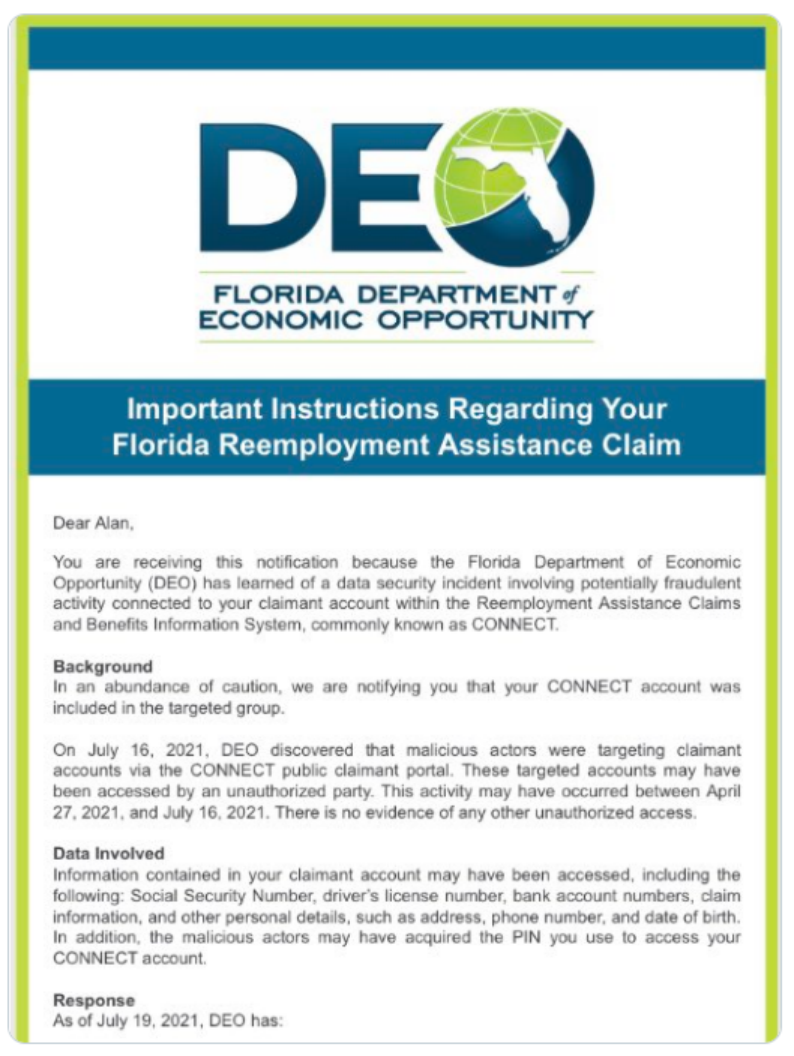 DEO
FLORIDA DEPARTMENT of
ECONOMIC OPPORTUNITY
Important Instructions Regarding Your
Florida Reemployment Assistance Claim
Dear Alan,
You are receiving this notification because the Florida Department of Economic
Opportunity (DEO) has learned of a data security incident involving potentially fraudulent
activity connected to your claimant account within the Reemployment Assistance Claims
and Benefits Information System, commonly known as CONNECT.
Background
In an abundance of caution, we are notifying you that your CONNECT account was
included in the targeted group.
On July 16, 2021, DEO discovered that malicious actors were targeting claimant
accounts via the CONNECT public claimant portal. These targeted accounts may have
been accessed by an unauthorized party. This activity may have occurred between April
27, 2021, and July 16, 2021. There is no evidence of any other unauthorized access.
Data Involved
Information contained in your claimant account may have been accessed, including the
following: Social Security Number, driver's license number, bank account numbers, claim
information, and other personal details, such as address, phone number, and date of birth.
In addition, the malicious actors may have acquired the PIN you use to access your
CONNECT account.
Response
As of July 19, 2021, DEO has: